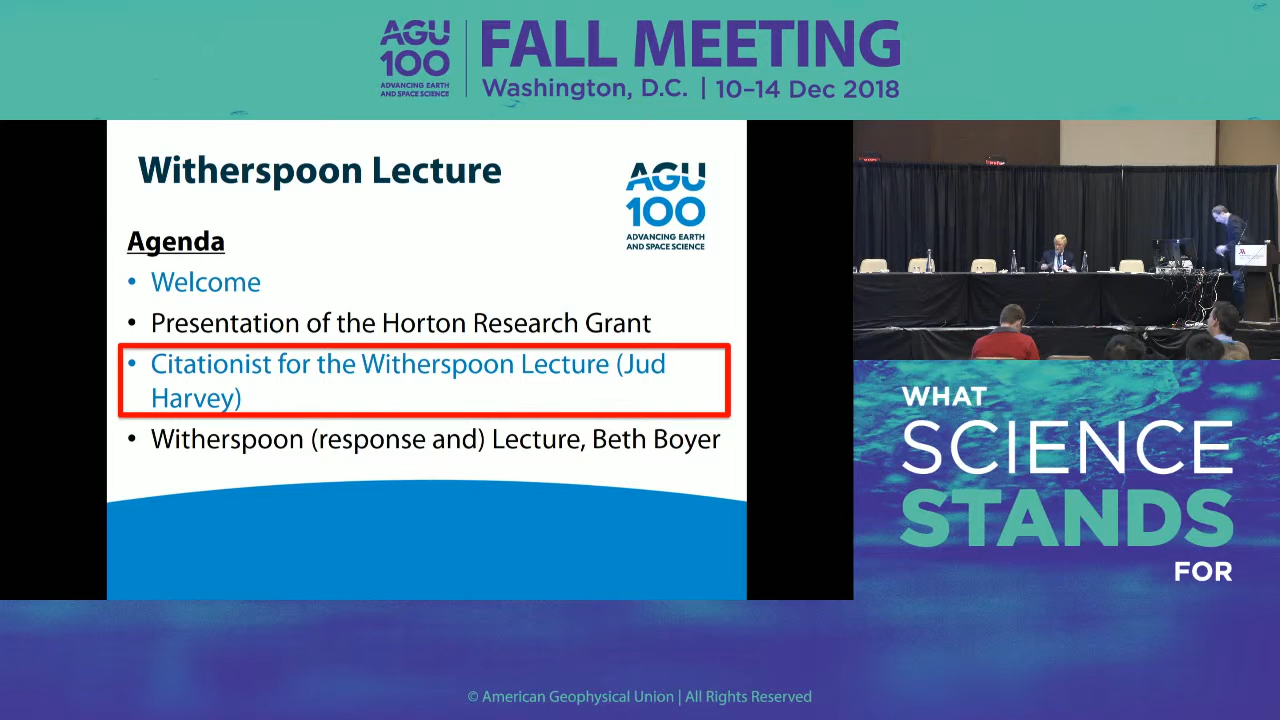 AGU
100
ADVANCING EARTH
AND SPACE SCIENCE
FALL MEETING
Washington, D.C. | 10–14 Dec 2018
Witherspoon Lecture
AGU
100
ADVANCING EARTH
AND SPACE SCIENCE
Agenda
• Welcome
• Presentation of the Horton Research Grant
• Citationist for the Witherspoon Lecture (Jud
Harvey)
• Witherspoon (response and) Lecture, Beth Boyer
WHAT
SCIENCE
STANDS
FOR
© American Geophysical Union | All Rights Reserved